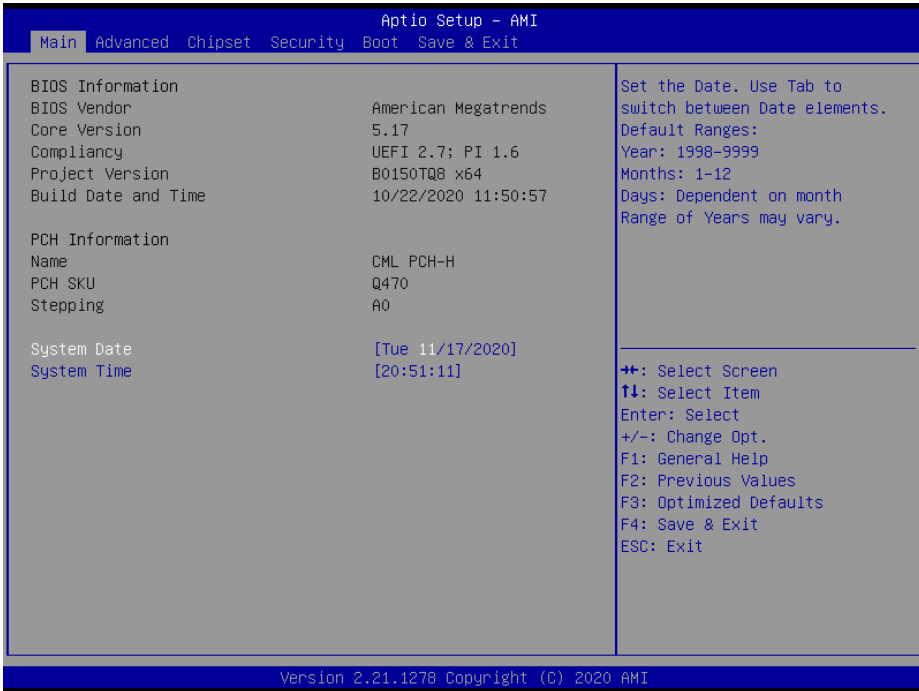 Aptio Setup – AMI
Main Advanced Chipset Security Boot Save & Exit
BIOS Information
BIOS Vendor American Megatrends
Core Version 5.17
Compliancy UEFI 2.7; PI 1.6
Project Version B0150TQ8 x64
Build Date and Time 10/22/2020 11:50:57
PCH Information
Name CML PCH-H
PCH SKU Q470
Stepping A0
System Date [Tue 11/17/2020]
System Time [20:51:11]
Set the Date. Use Tab to
switch between Date elements.
Default Ranges:
Year: 1998-9999
Months: 1-12
Days: Dependent on month
Range of Years may vary.
→←: Select Screen
↑↓: Select Item
Enter: Select
+/-: Change Opt.
F1: General Help
F2: Previous Values
F3: Optimized Defaults
F4: Save & Exit
ESC: Exit
Version 2.21.1278 Copyright (C) 2020 AMI